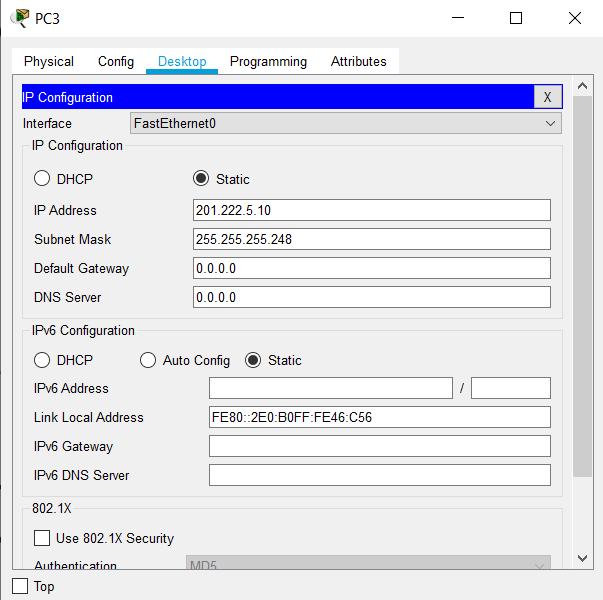 PC3
Physical Config Desktop Programming Attributes
IP Configuration X
Interface FastEthernet0
IP Configuration
DHCP Static
IP Address 201.222.5.10
Subnet Mask 255.255.255.248
Default Gateway 0.0.0.0
DNS Server 0.0.0.0
IPv6 Configuration
DHCP Auto Config Static
IPv6 Address /
Link Local Address FE80::2E0:B0FF:FE46:C56
IPv6 Gateway
IPv6 DNS Server
802.1X
Use 802.1X Security
Authentication MD5
Top